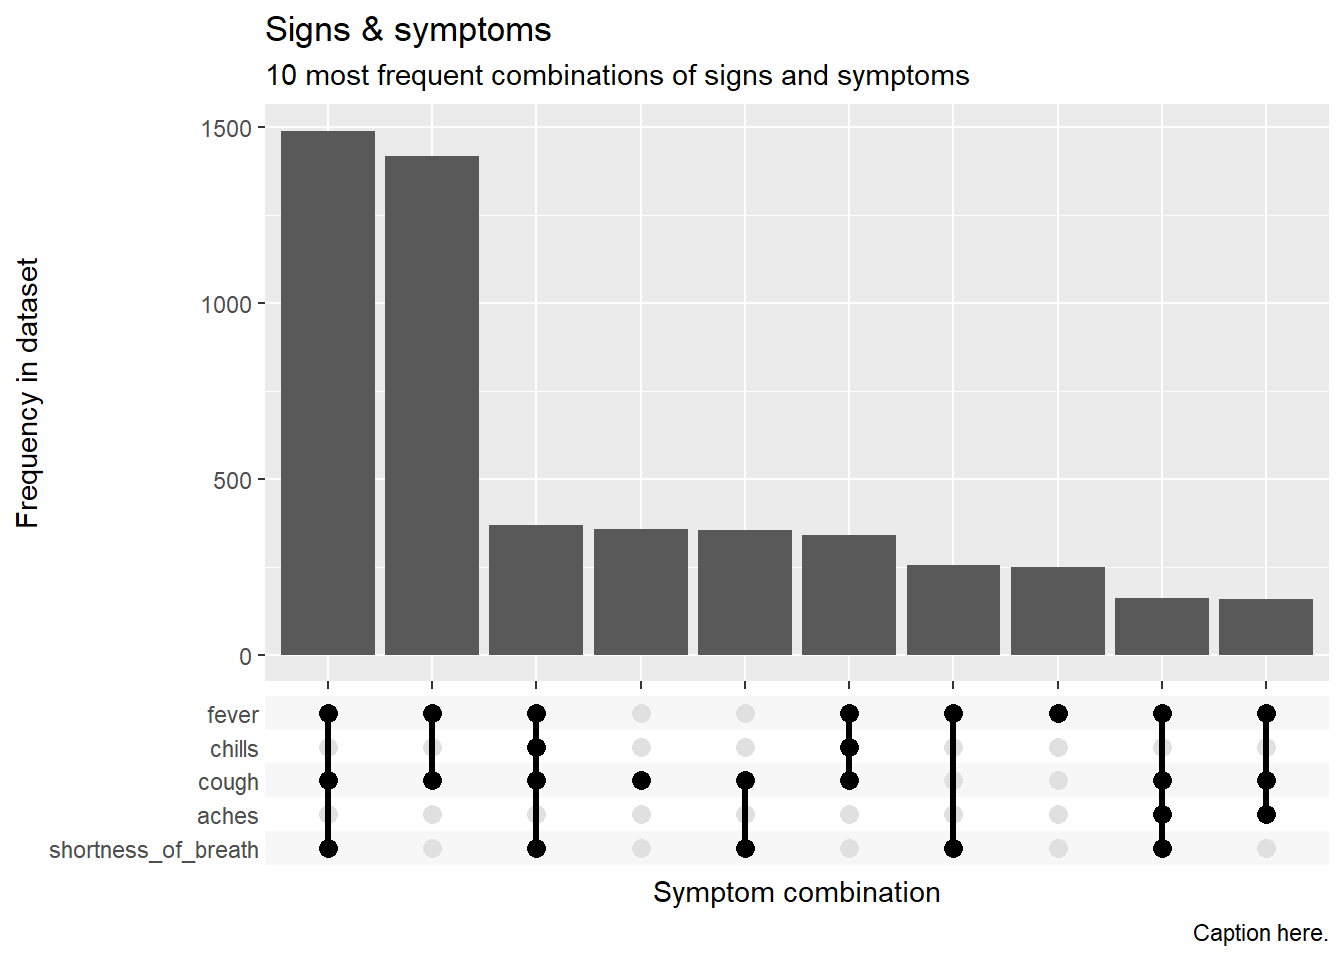 Signs & symptoms
10 most frequent combinations of signs and symptoms
Frequency in dataset
1500
1000
500
0
fever
chills
cough
aches
shortness_of_breath
Symptom combination
Caption here.